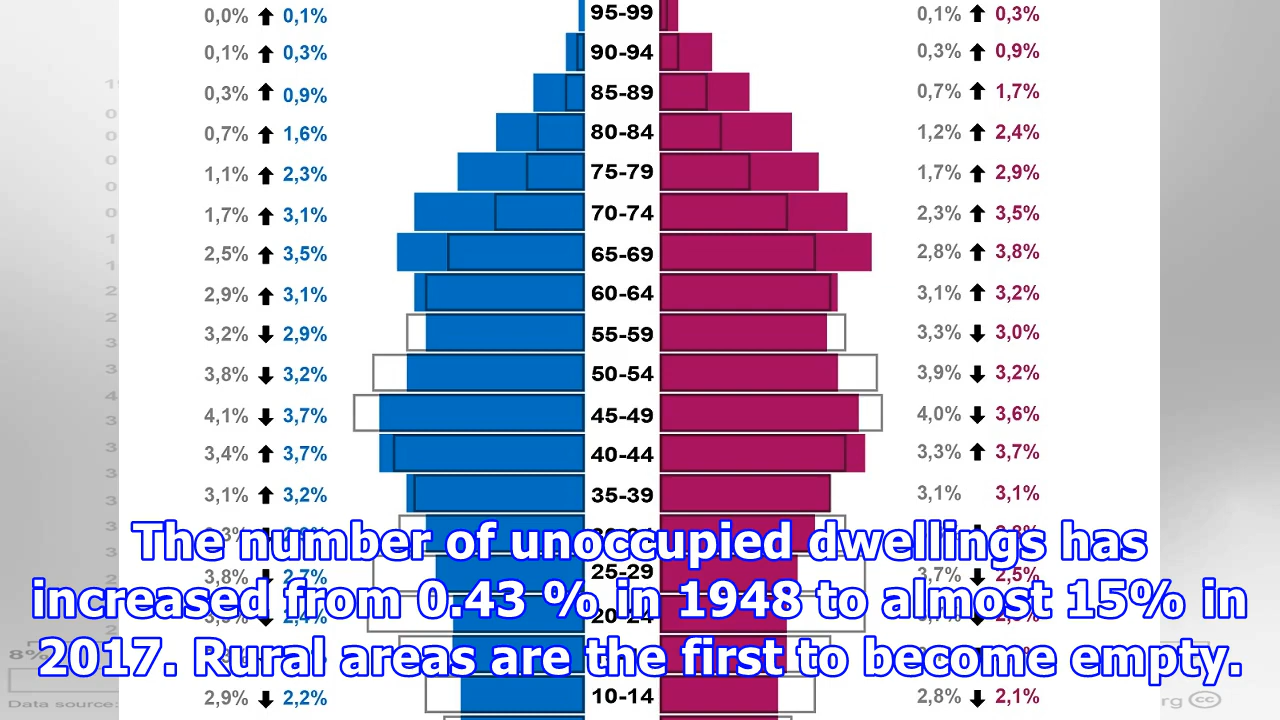 0,0% 0,1% 95-99 0,1% 0,3%
0,1% 0,3% 90-94 0,3% 0,9%
0,3% 0,9% 85-89 0,7% 1,7%
0,7% 1,6% 80-84 1,2% 2,4%
1,1% 2,3% 75-79 1,7% 2,9%
1,7% 3,1% 70-74 2,3% 3,5%
2,5% 3,5% 65-69 2,8% 3,8%
2,9% 3,1% 60-64 3,1% 3,2%
3,2% 2,9% 55-59 3,3% 3,0%
3,8% 3,2% 50-54 3,9% 3,2%
4,1% 3,7% 45-49 4,0% 3,6%
3,4% 3,7% 40-44 3,3% 3,7%
3,1% 3,2% 35-39 3,1% 3,1%
The number of unoccupied dwellings has
3,8% 2,7% 25-29 3,7% 2,5%
increased from 0.43 % in 1948 to almost 15% in
2017. Rural areas are the first to become empty.
8%
2,9% 2,2% 10-14 2,8% 2,1%
Data source: